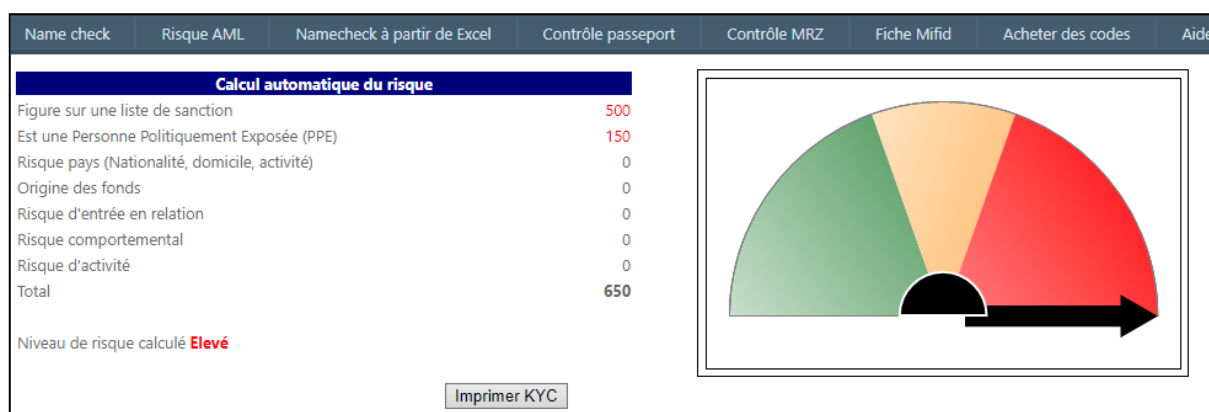 Name check Risque AML Namecheck à partir de Excel Contrôle passeport Contrôle MRZ Fiche Mifid Acheter des codes Aide
Calcul automatique du risque
Figure sur une liste de sanction 500
Est une Personne Politiquement Exposée (PPE) 150
Risque pays (Nationalité, domicile, activité) 0
Origine des fonds 0
Risque d'entrée en relation 0
Risque comportemental 0
Risque d'activité 0
Total 650
Niveau de risque calculé Elevé
Imprimer KYC